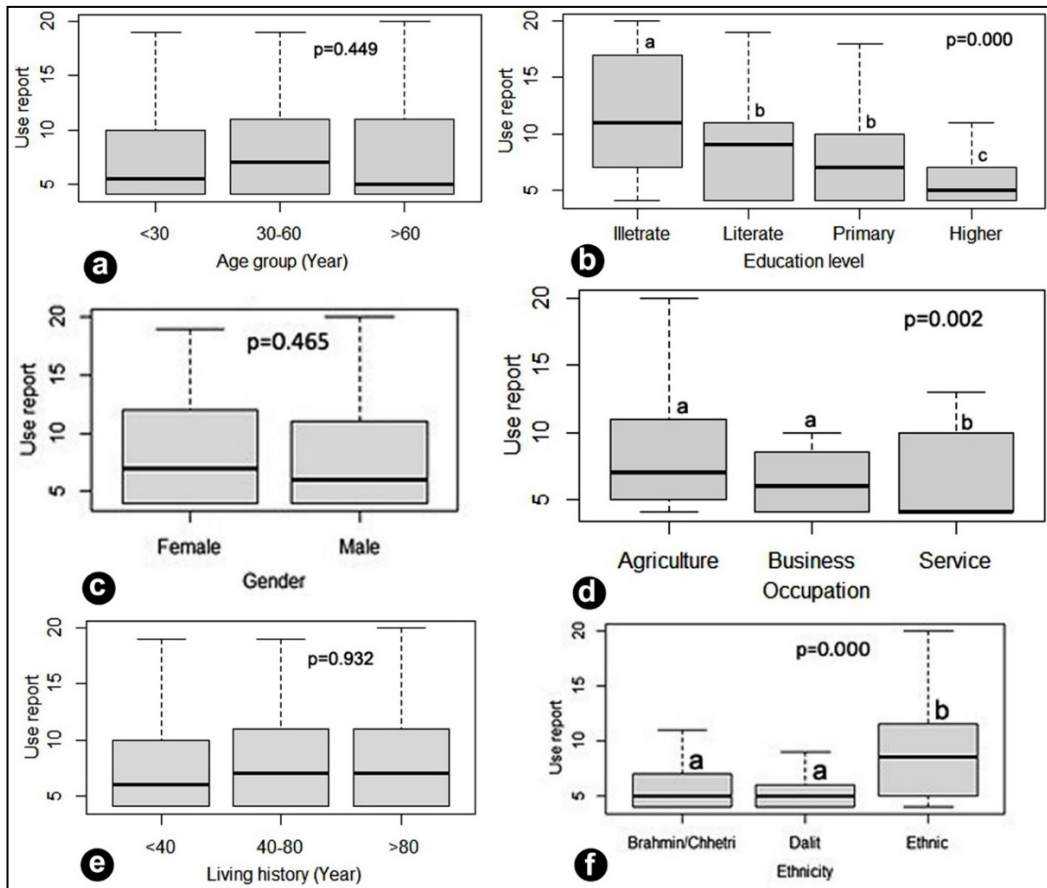 20
15
10
5
Use report
p=0.449
<30 30-60 >60
Age group (Year)
a
20
15
10
5
Use report
p=0.000
a
b
b
c
Illetrate Literate Primary Higher
Education level
b
20
15
10
5
Use report
p=0.465
Female Male
Gender
c
20
15
10
5
Use report
p=0.002
a
a
b
Agriculture Business Service
Occupation
d
20
15
10
5
Use report
p=0.932
<40 40-80 >80
Living history (Year)
e
20
15
10
5
Use report
p=0.000
a
a
b
Brahmin/Chhetri Dalit Ethnic
Ethnicity
f